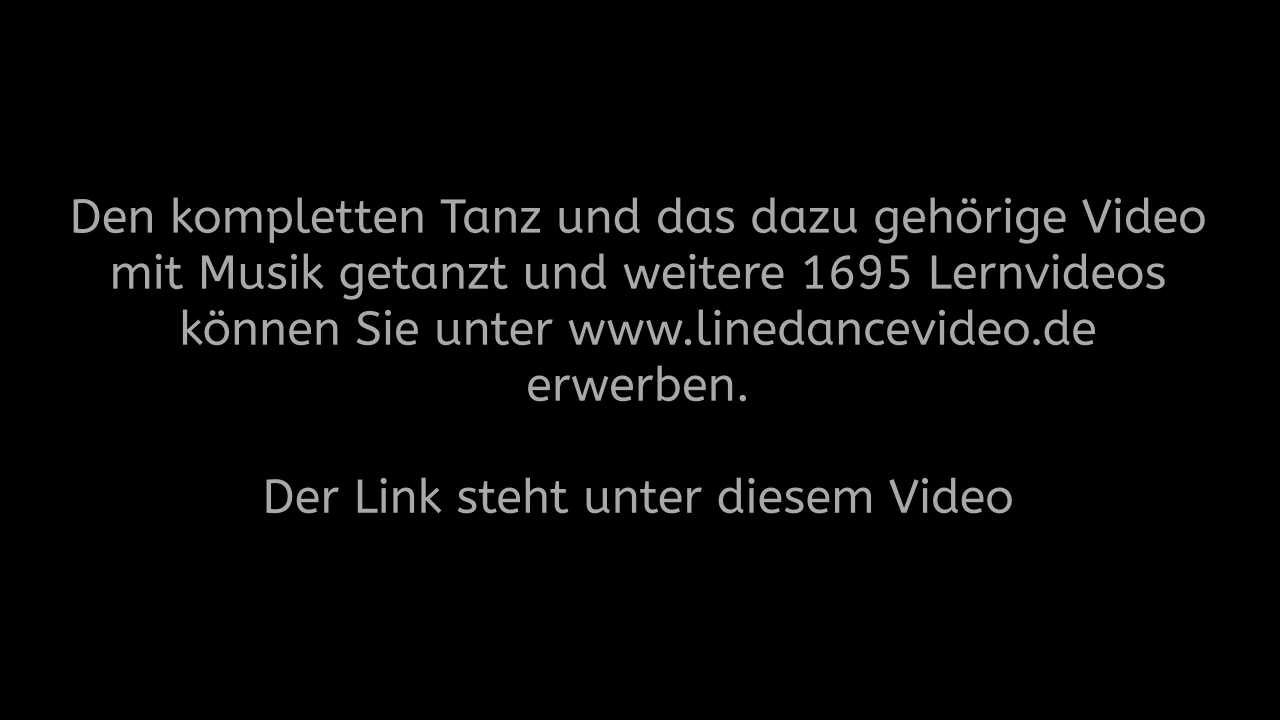 Den kompletten Tanz und das dazu gehörige Video
mit Musik getanzt und weitere 1695 Lernvideos
können Sie unter www.linedancevideo.de
erwerben.
Der Link steht unter diesem Video